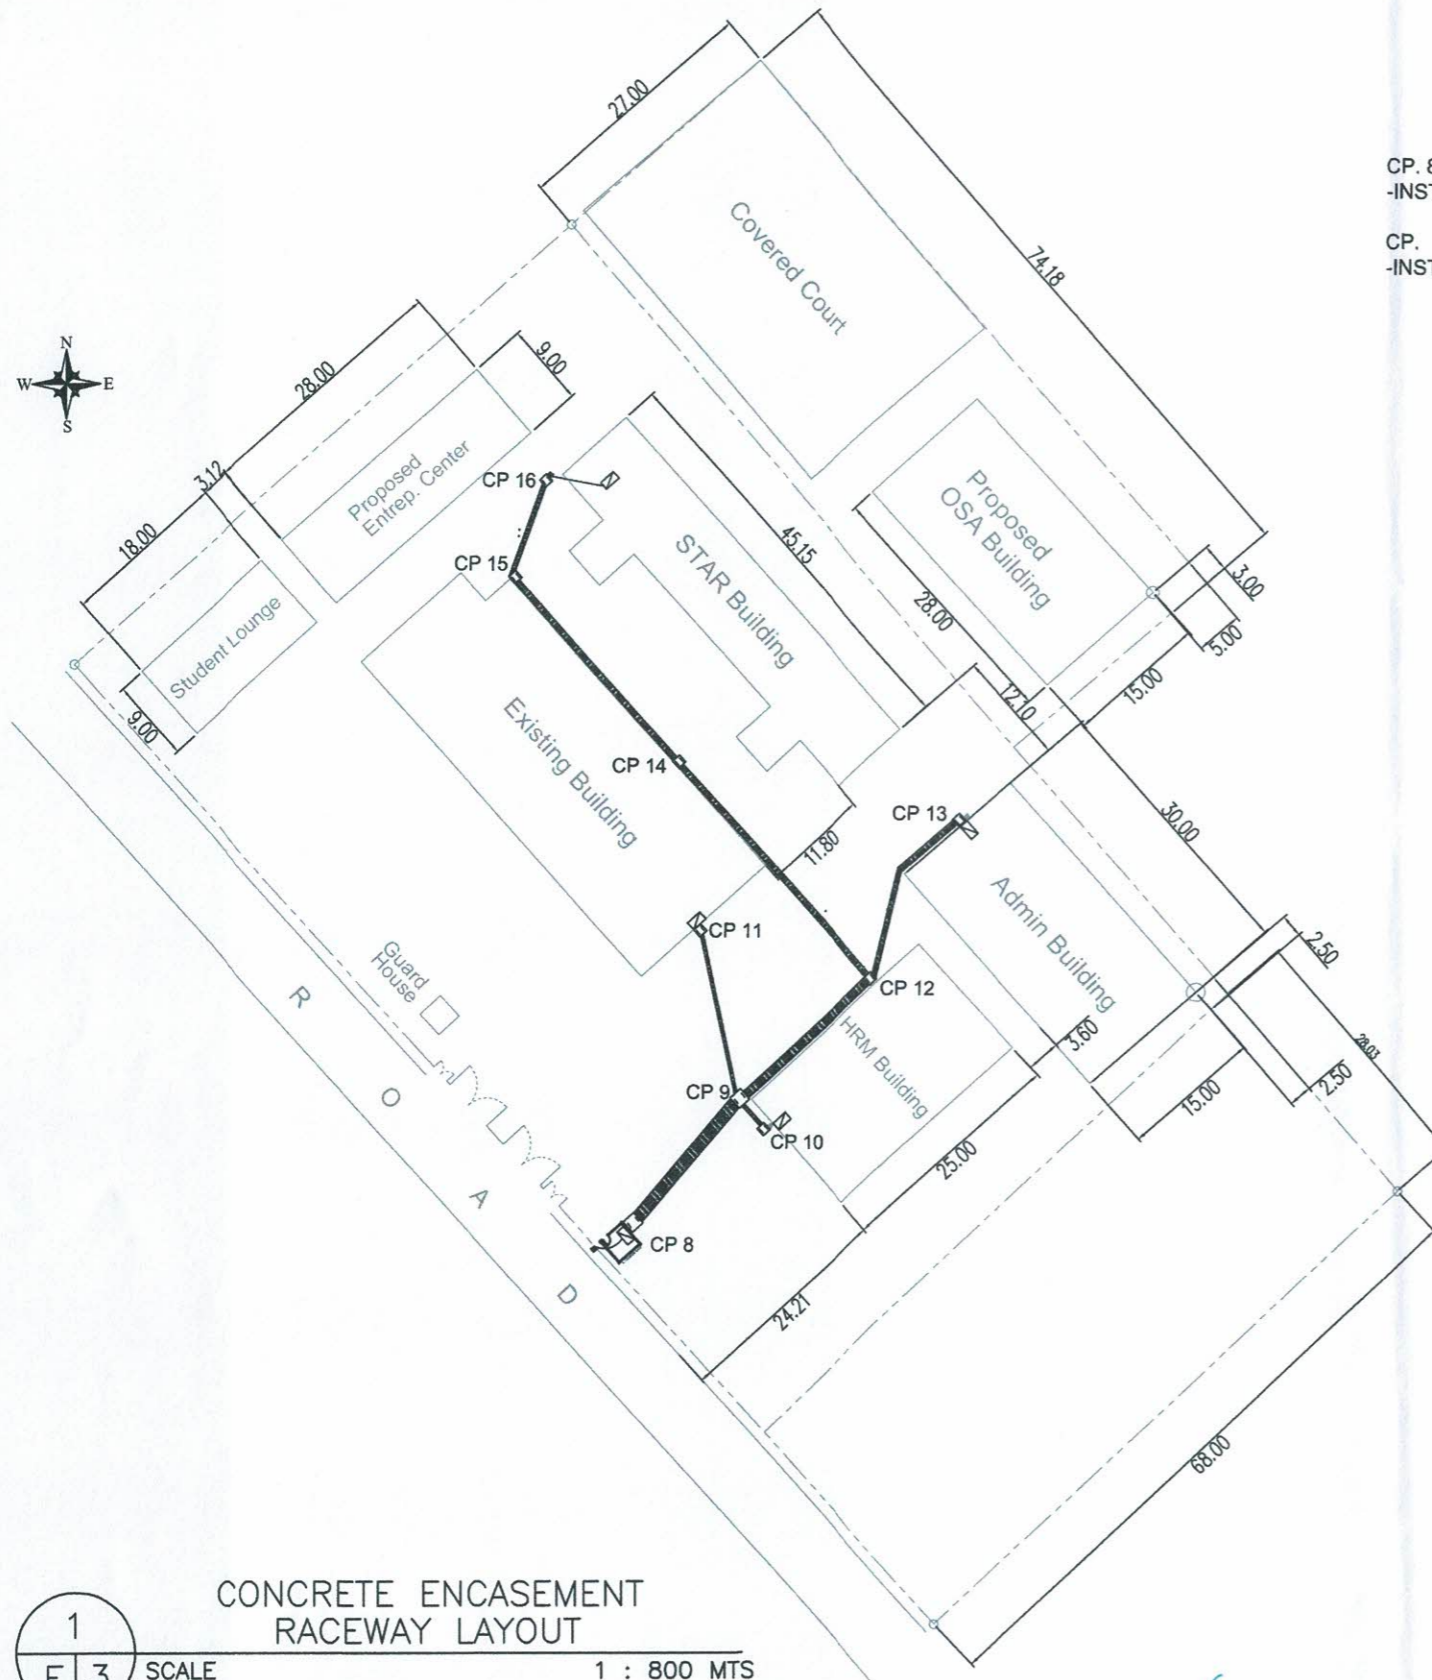 27.00
74.18
CP. 8
-INST
CP.
-INST
Covered Court
N
W E
S
28.00
9.00
3.12
18.00
Proposed
Entrep. Center
CP 16
Proposed
OSA Building
45.15
STAR Building
CP 15
3.00
28.00
5.00
Student Lounge
9.00
12.10
15.00
Existing Building
CP 14
CP 13
30.00
11.80
Admin Building
CP 11
2.50
Guard
House
CP 12
HRM Building
3.60
28.03
2.50
15.00
R
O
A
D
CP 9
CP 10
25.00
CP 8
24.21
68.00
CONCRETE ENCASEMENT
RACEWAY LAYOUT
1
E 3
SCALE 1 : 800 MTS